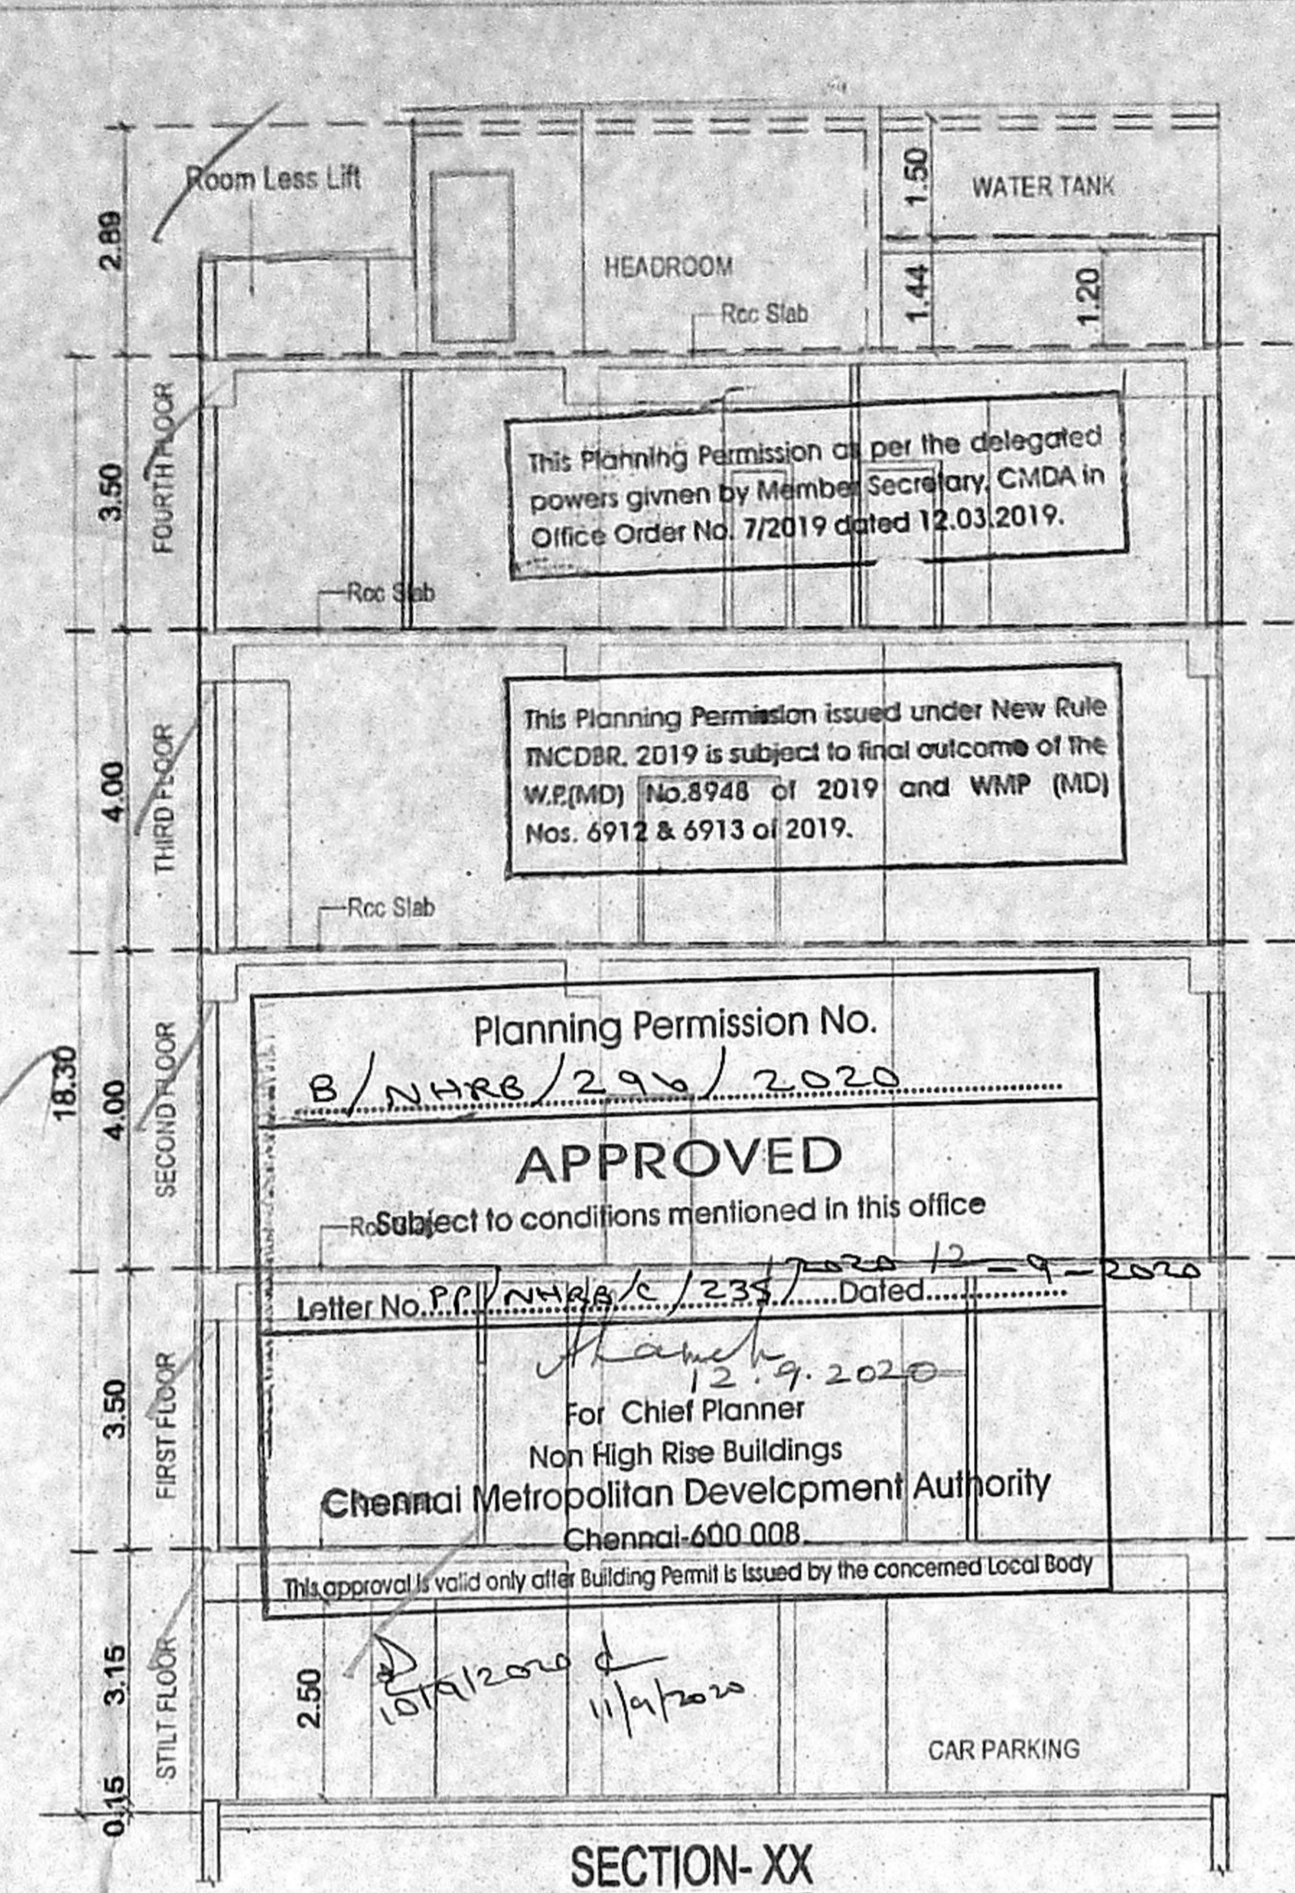 Room Less Lift
1.50
WATER TANK
2.89
HEADROOM
1.44
1.20
Rcc Slab
FOURTH FLOOR
3.50
This Planning Permission as per the delegated
powers givnen by Member Secretary, CMDA in
Office Order No. 7/2019 dated 12.03.2019.
Rcc Slab
THIRD FLOOR
4.00
This Planning Permission issued under New Rule
TNCDBR. 2019 is subject to final outcome of the
W.P.(MD) No.8948 of 2019 and WMP (MD)
Nos. 6912 & 6913 of 2019.
Rcc Slab
18.30
SECOND FLOOR
4.00
Planning Permission No.
B/NHRB/296/2020
APPROVED
Subject to conditions mentioned in this office
Letter No. PP/NHRB/C/235/2020 Dated 12-9-2020
12.9.2020
For Chief Planner
Non High Rise Buildings
Chennai Metropolitan Development Authority
Chennai-600 008.
This approval is valid only after Building Permit is Issued by the concerned Local Body
FIRST FLOOR
3.50
STILT FLOOR
3.15
2.50
10/9/2020
11/9/2020
CAR PARKING
0.15
SECTION- XX